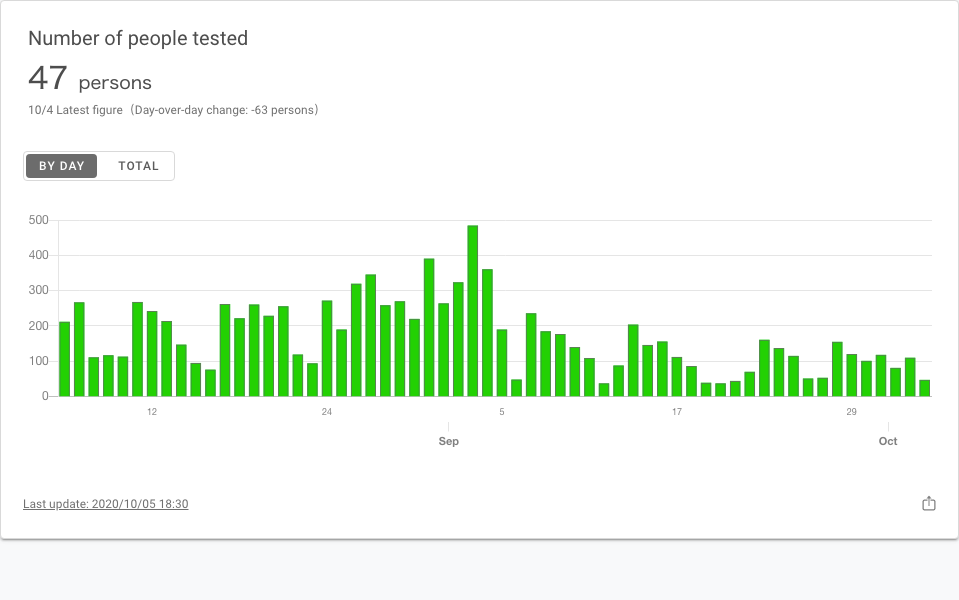 Number of people tested
47 persons
10/4 Latest figure（Day-over-day change: -63 persons）
BY DAY TOTAL
500
400
300
200
100
0
12 24 5 17 29
Sep Oct
Last update: 2020/10/05 18:30